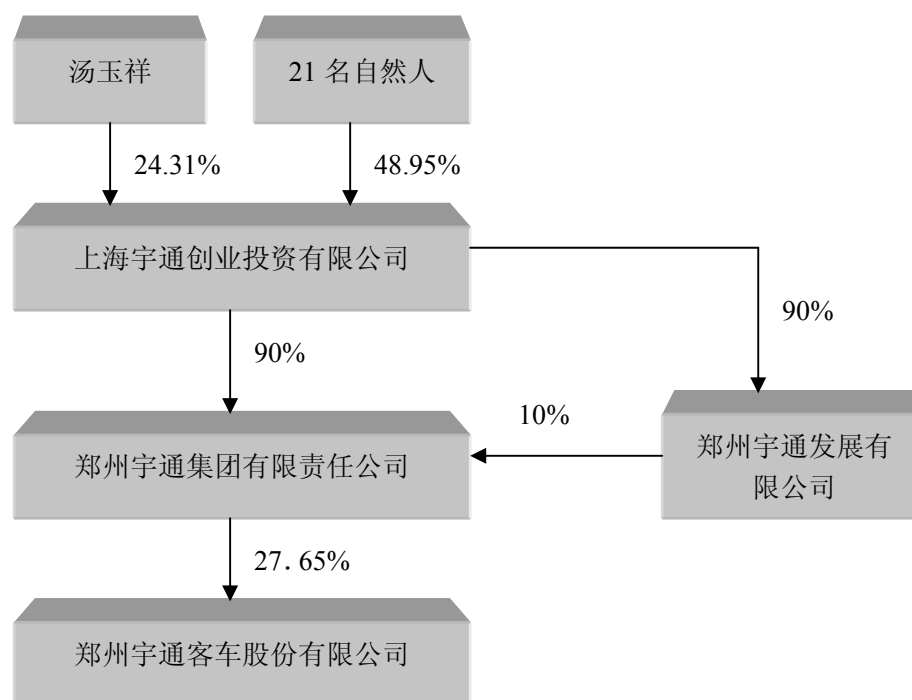 汤玉祥
21 名自然人
24.31%
48.95%
上海宇通创业投资有限公司
90%
90%
10%
郑州宇通集团有限责任公司
郑州宇通发展有
限公司
27.65%
郑州宇通客车股份有限公司